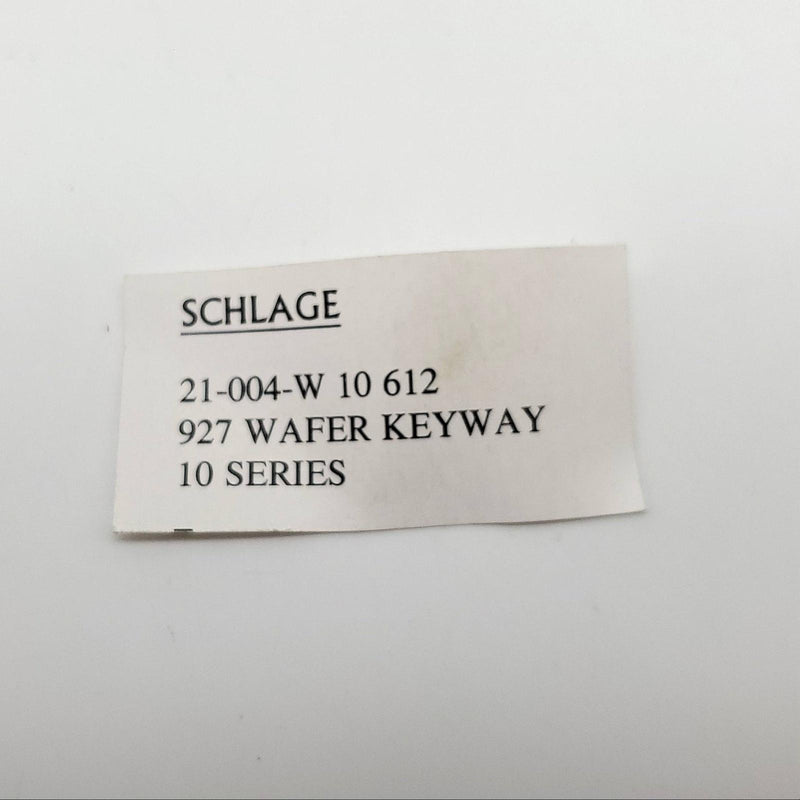 SCHLAGE
21-004-W 10 612
927 WAFER KEYWAY
10 SERIES